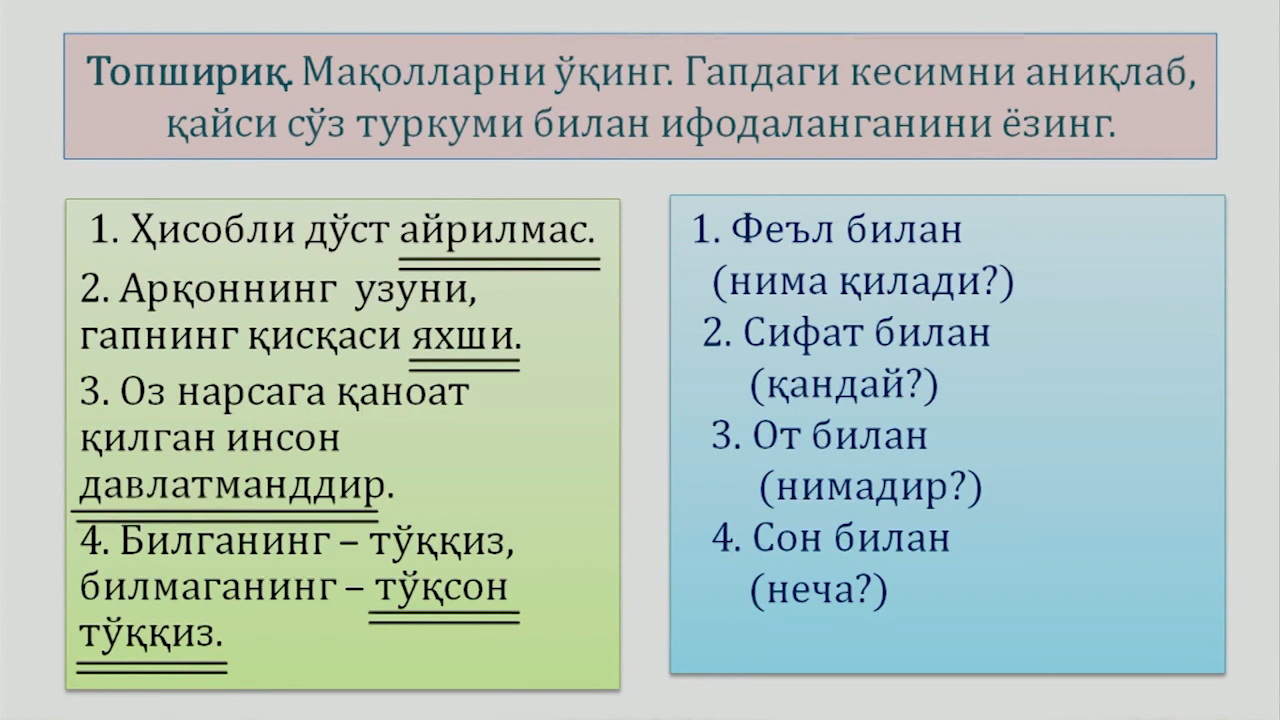 Топшириқ. Мақолларни ўқинг. Гапдаги кесимни аниқлаб,
қайси сўз туркуми билан ифодаланганини ёзинг.
1. Ҳисобли дўст айрилмас.
2. Арқоннинг узуни,
гапнинг қисқаси яхши.
3. Оз нарсага қаноат
қилган инсон
давлатманддир.
4. Билганинг – тўққиз,
билмаганинг – тўқсон
тўққиз.
1. Феъл билан
(нима қилади?)
2. Сифат билан
(қандай?)
3. От билан
(нимадир?)
4. Сон билан
(неча?)